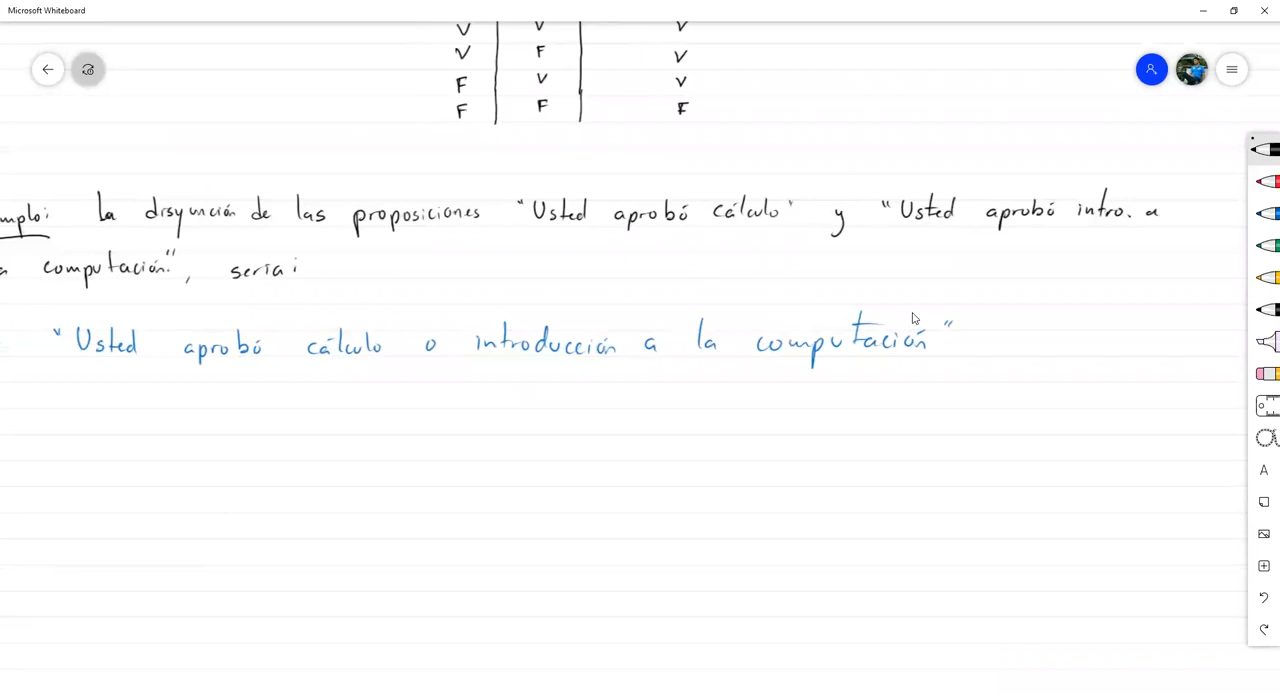 Microsoft Whiteboard
V V V
V F V
F V V
F F F
mplo: la disyunción de las proposiciones "Usted aprobó cálculo" y "Usted aprobó intro. a
a computación.", seria:
"Usted aprobó cálculo o introducción a la computación"
A